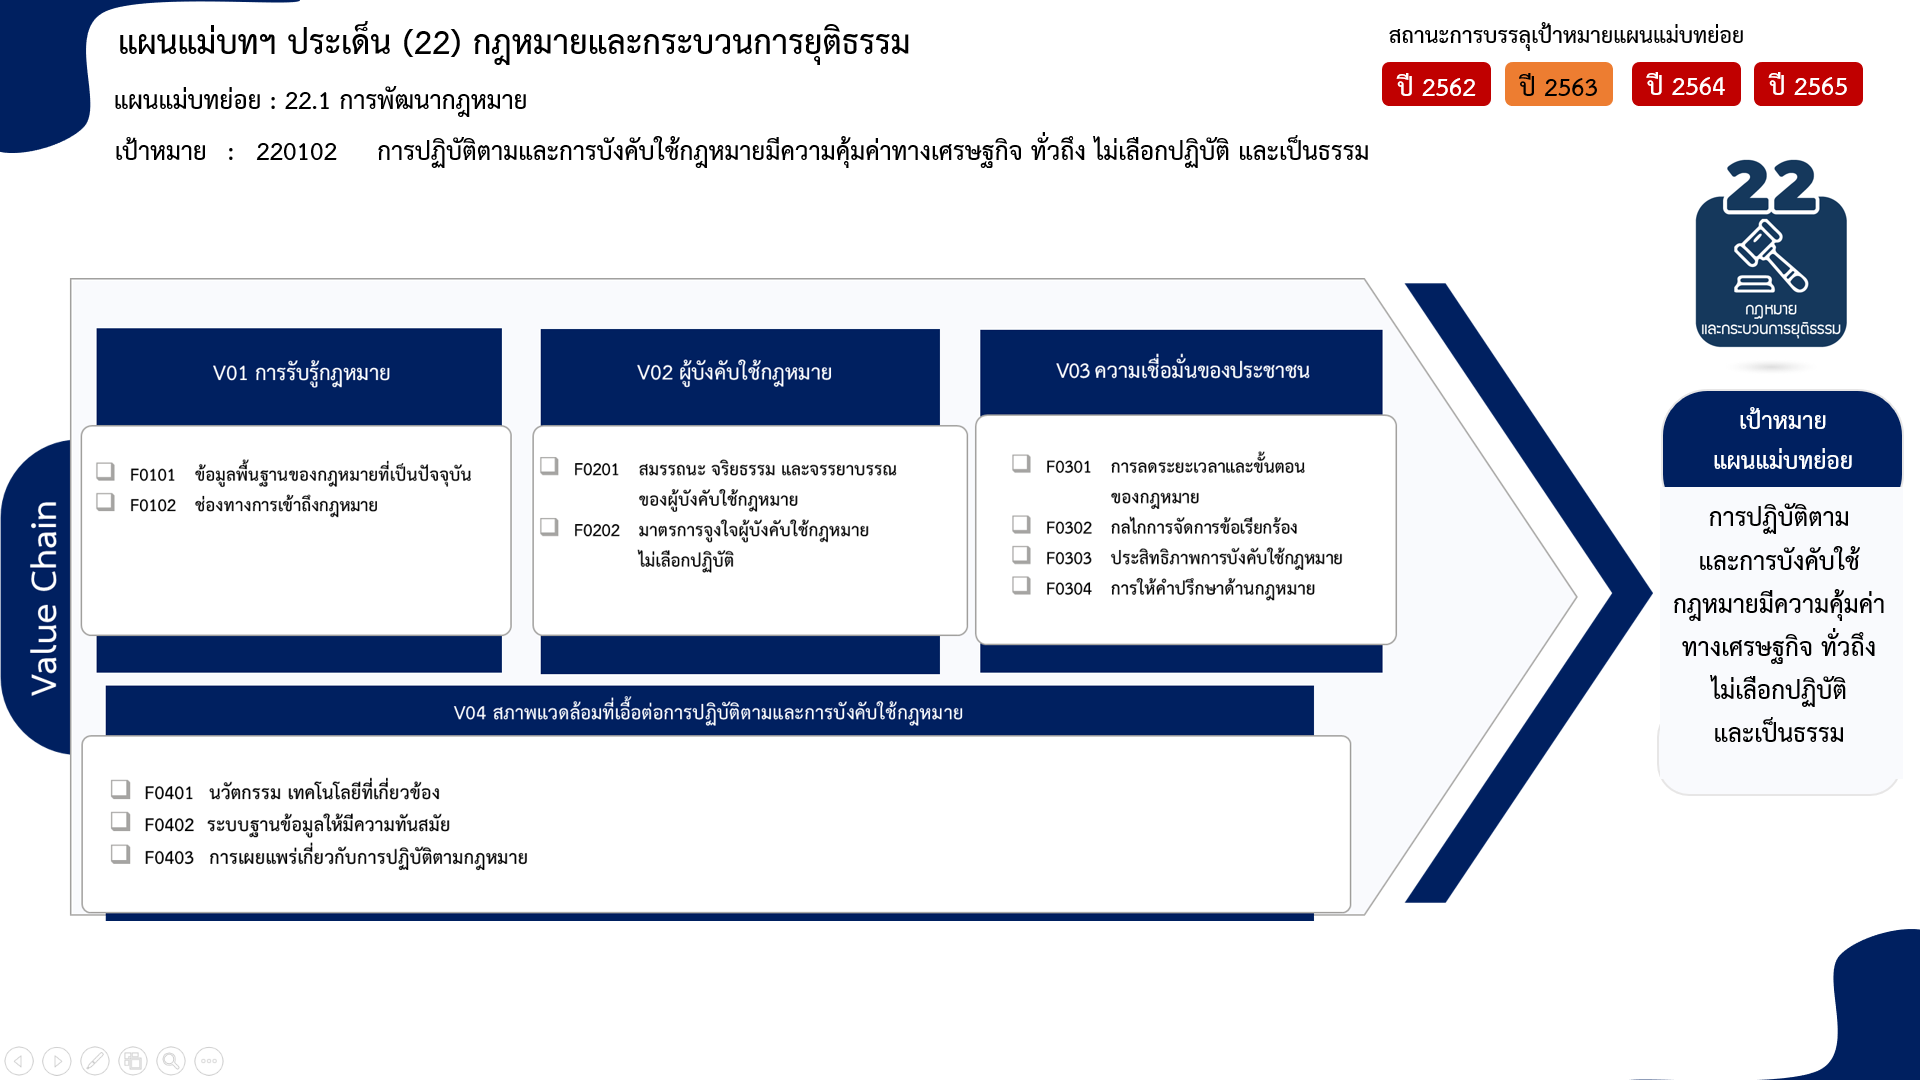 แผนแม่บทฯ ประเด็น (22) กฎหมายและกระบวนการยุติธรรม
แผนแม่บทย่อย : 22.1 การพัฒนากฎหมาย
เป้าหมาย : 220102 การปฏิบัติตามและการบังคับใช้กฎหมายมีความคุ้มค่าทางเศรษฐกิจ ทั่วถึง ไม่เลือกปฏิบัติ และเป็นธรรม
สถานะการบรรลุเป้าหมายแผนแม่บทย่อย
ปี 2562
ปี 2563
ปี 2564
ปี 2565
22
กฎหมาย
และกระบวนการยุติธรรม
Value Chain
V01 การรับรู้กฎหมาย
F0101 ข้อมูลพื้นฐานของกฎหมายที่เป็นปัจจุบัน
F0102 ช่องทางการเข้าถึงกฎหมาย
V02 ผู้บังคับใช้กฎหมาย
F0201 สมรรถนะ จริยธรรม และจรรยาบรรณ
ของผู้บังคับใช้กฎหมาย
F0202 มาตรการจูงใจผู้บังคับใช้กฎหมาย
ไม่เลือกปฏิบัติ
V03 ความเชื่อมั่นของประชาชน
F0301 การลดระยะเวลาและขั้นตอน
ของกฎหมาย
F0302 กลไกการจัดการข้อเรียกร้อง
F0303 ประสิทธิภาพการบังคับใช้กฎหมาย
F0304 การให้คำปรึกษาด้านกฎหมาย
V04 สภาพแวดล้อมที่เอื้อต่อการปฏิบัติตามและการบังคับใช้กฎหมาย
F0401 นวัตกรรม เทคโนโลยีที่เกี่ยวข้อง
F0402 ระบบฐานข้อมูลให้มีความทันสมัย
F0403 การเผยแพร่เกี่ยวกับการปฏิบัติตามกฎหมาย
เป้าหมาย
แผนแม่บทย่อย
การปฏิบัติตาม
และการบังคับใช้
กฎหมายมีความคุ้มค่า
ทางเศรษฐกิจ ทั่วถึง
ไม่เลือกปฏิบัติ
และเป็นธรรม